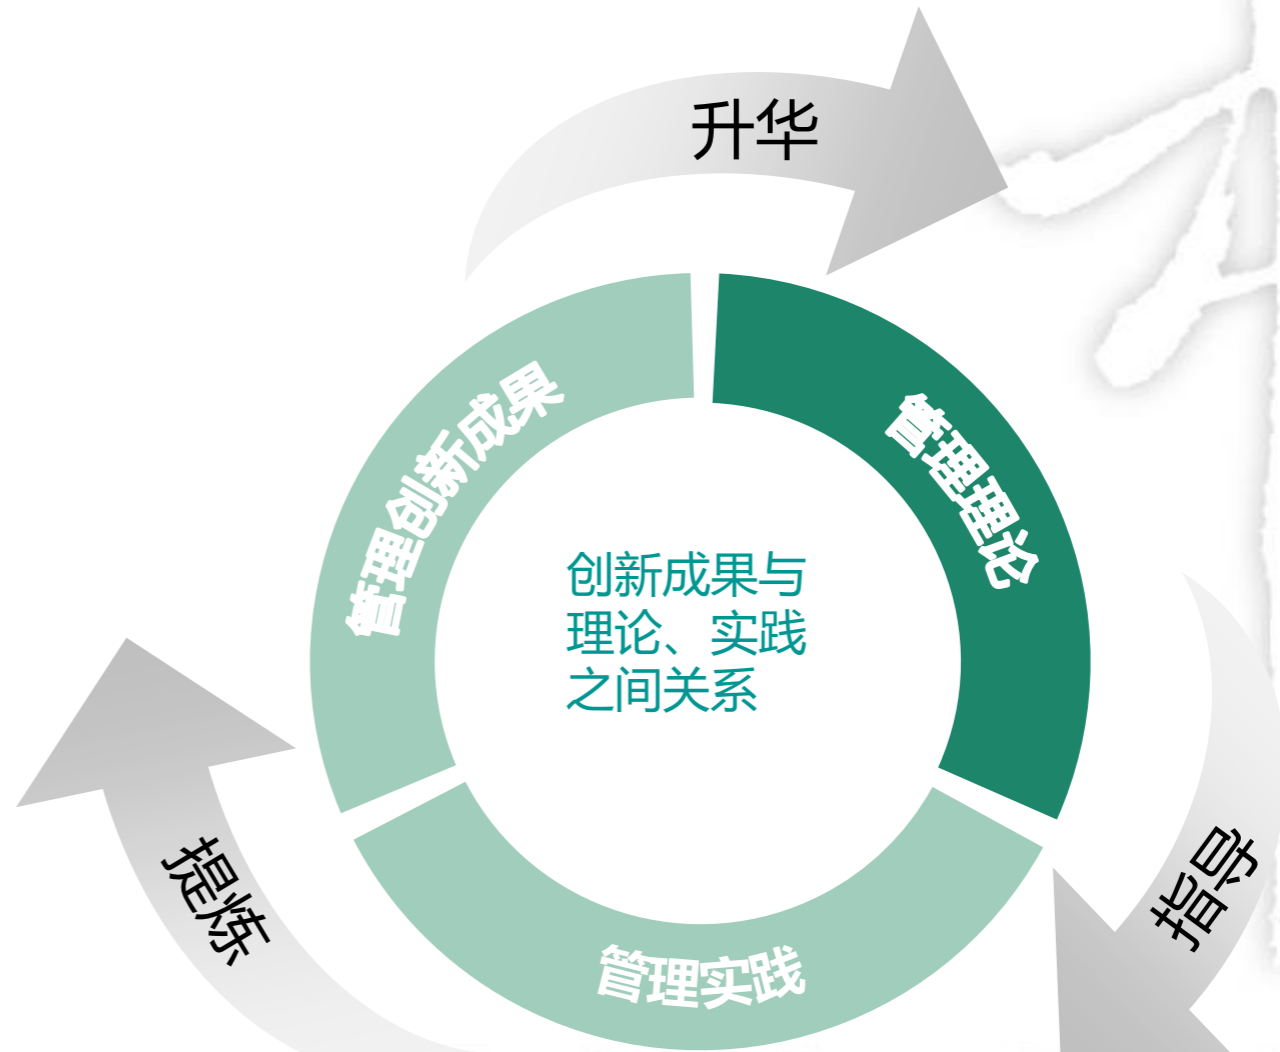 升华
管理创新成果
管理理论
创新成果与
理论、实践
之间关系
提炼
指导
管理实践